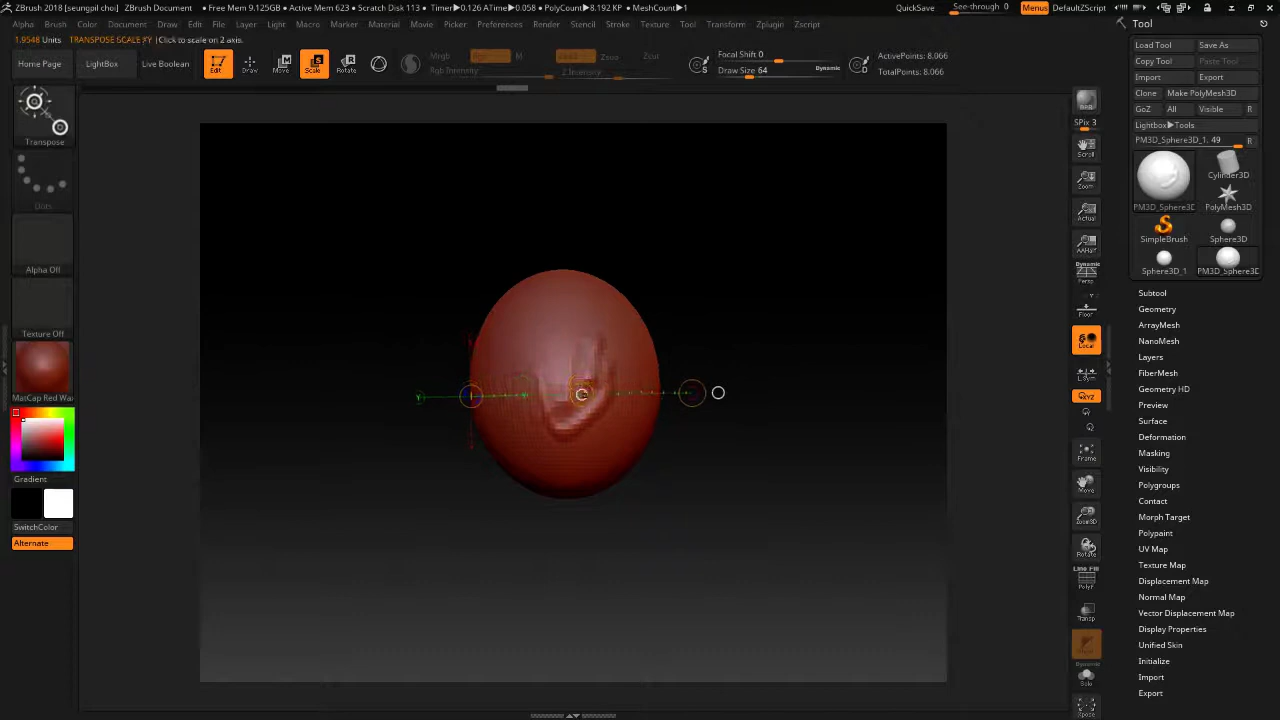 ZBrush 2018 [seungpil choi]   ZBrush Document   • Free Mem 9.125GB • Active Mem 623 • Scratch Disk 113 • Timer▶0.126 ATime▶0.058 • PolyCount▶8.192 KP • MeshCount▶1   QuickSave   See-through 0   Menus   DefaultZScript
Alpha Brush Color Document Draw Edit File Layer Light Macro Marker Material Movie Picker Preferences Render Stencil Stroke Texture Tool Transform Zplugin Zscript
1.9548 Units   TRANSPOSE SCALE XY   Click to scale on 2 axis.
Home Page
LightBox
Live Boolean
Edit
Draw
Move
Scale
Rotate
M
Rgb Intensity
Zsub
Zcut
Z Intensity
Focal Shift 0
Draw Size 64
Dynamic
ActivePoints: 8,066
TotalPoints: 8,066
Transpose
Dots
Alpha Off
Texture Off
MatCap Red Wax
Gradient
SwitchColor
Alternate
Y
BPR
SPix 3
Scroll
Zoom
Actual
AAHalf
Dynamic
Persp
Floor
Local
L.Sym
XYZ
Frame
Move
Zoom3D
Rotate
Line Fill
PolyF
Transp
Dynamic
Solo
Xpose
Tool
Load Tool   Save As
Copy Tool   Paste Tool
Import   Export
Clone   Make PolyMesh3D
GoZ   All   Visible   R
Lightbox▶Tools
PM3D_Sphere3D_1. 49   R
Cylinder3D
PM3D_Sphere3D   PolyMesh3D
SimpleBrush   Sphere3D
Sphere3D_1   PM3D_Sphere3D
Subtool
Geometry
ArrayMesh
NanoMesh
Layers
FiberMesh
Geometry HD
Preview
Surface
Deformation
Masking
Visibility
Polygroups
Contact
Morph Target
Polypaint
UV Map
Texture Map
Displacement Map
Normal Map
Vector Displacement Map
Display Properties
Unified Skin
Initialize
Import
Export